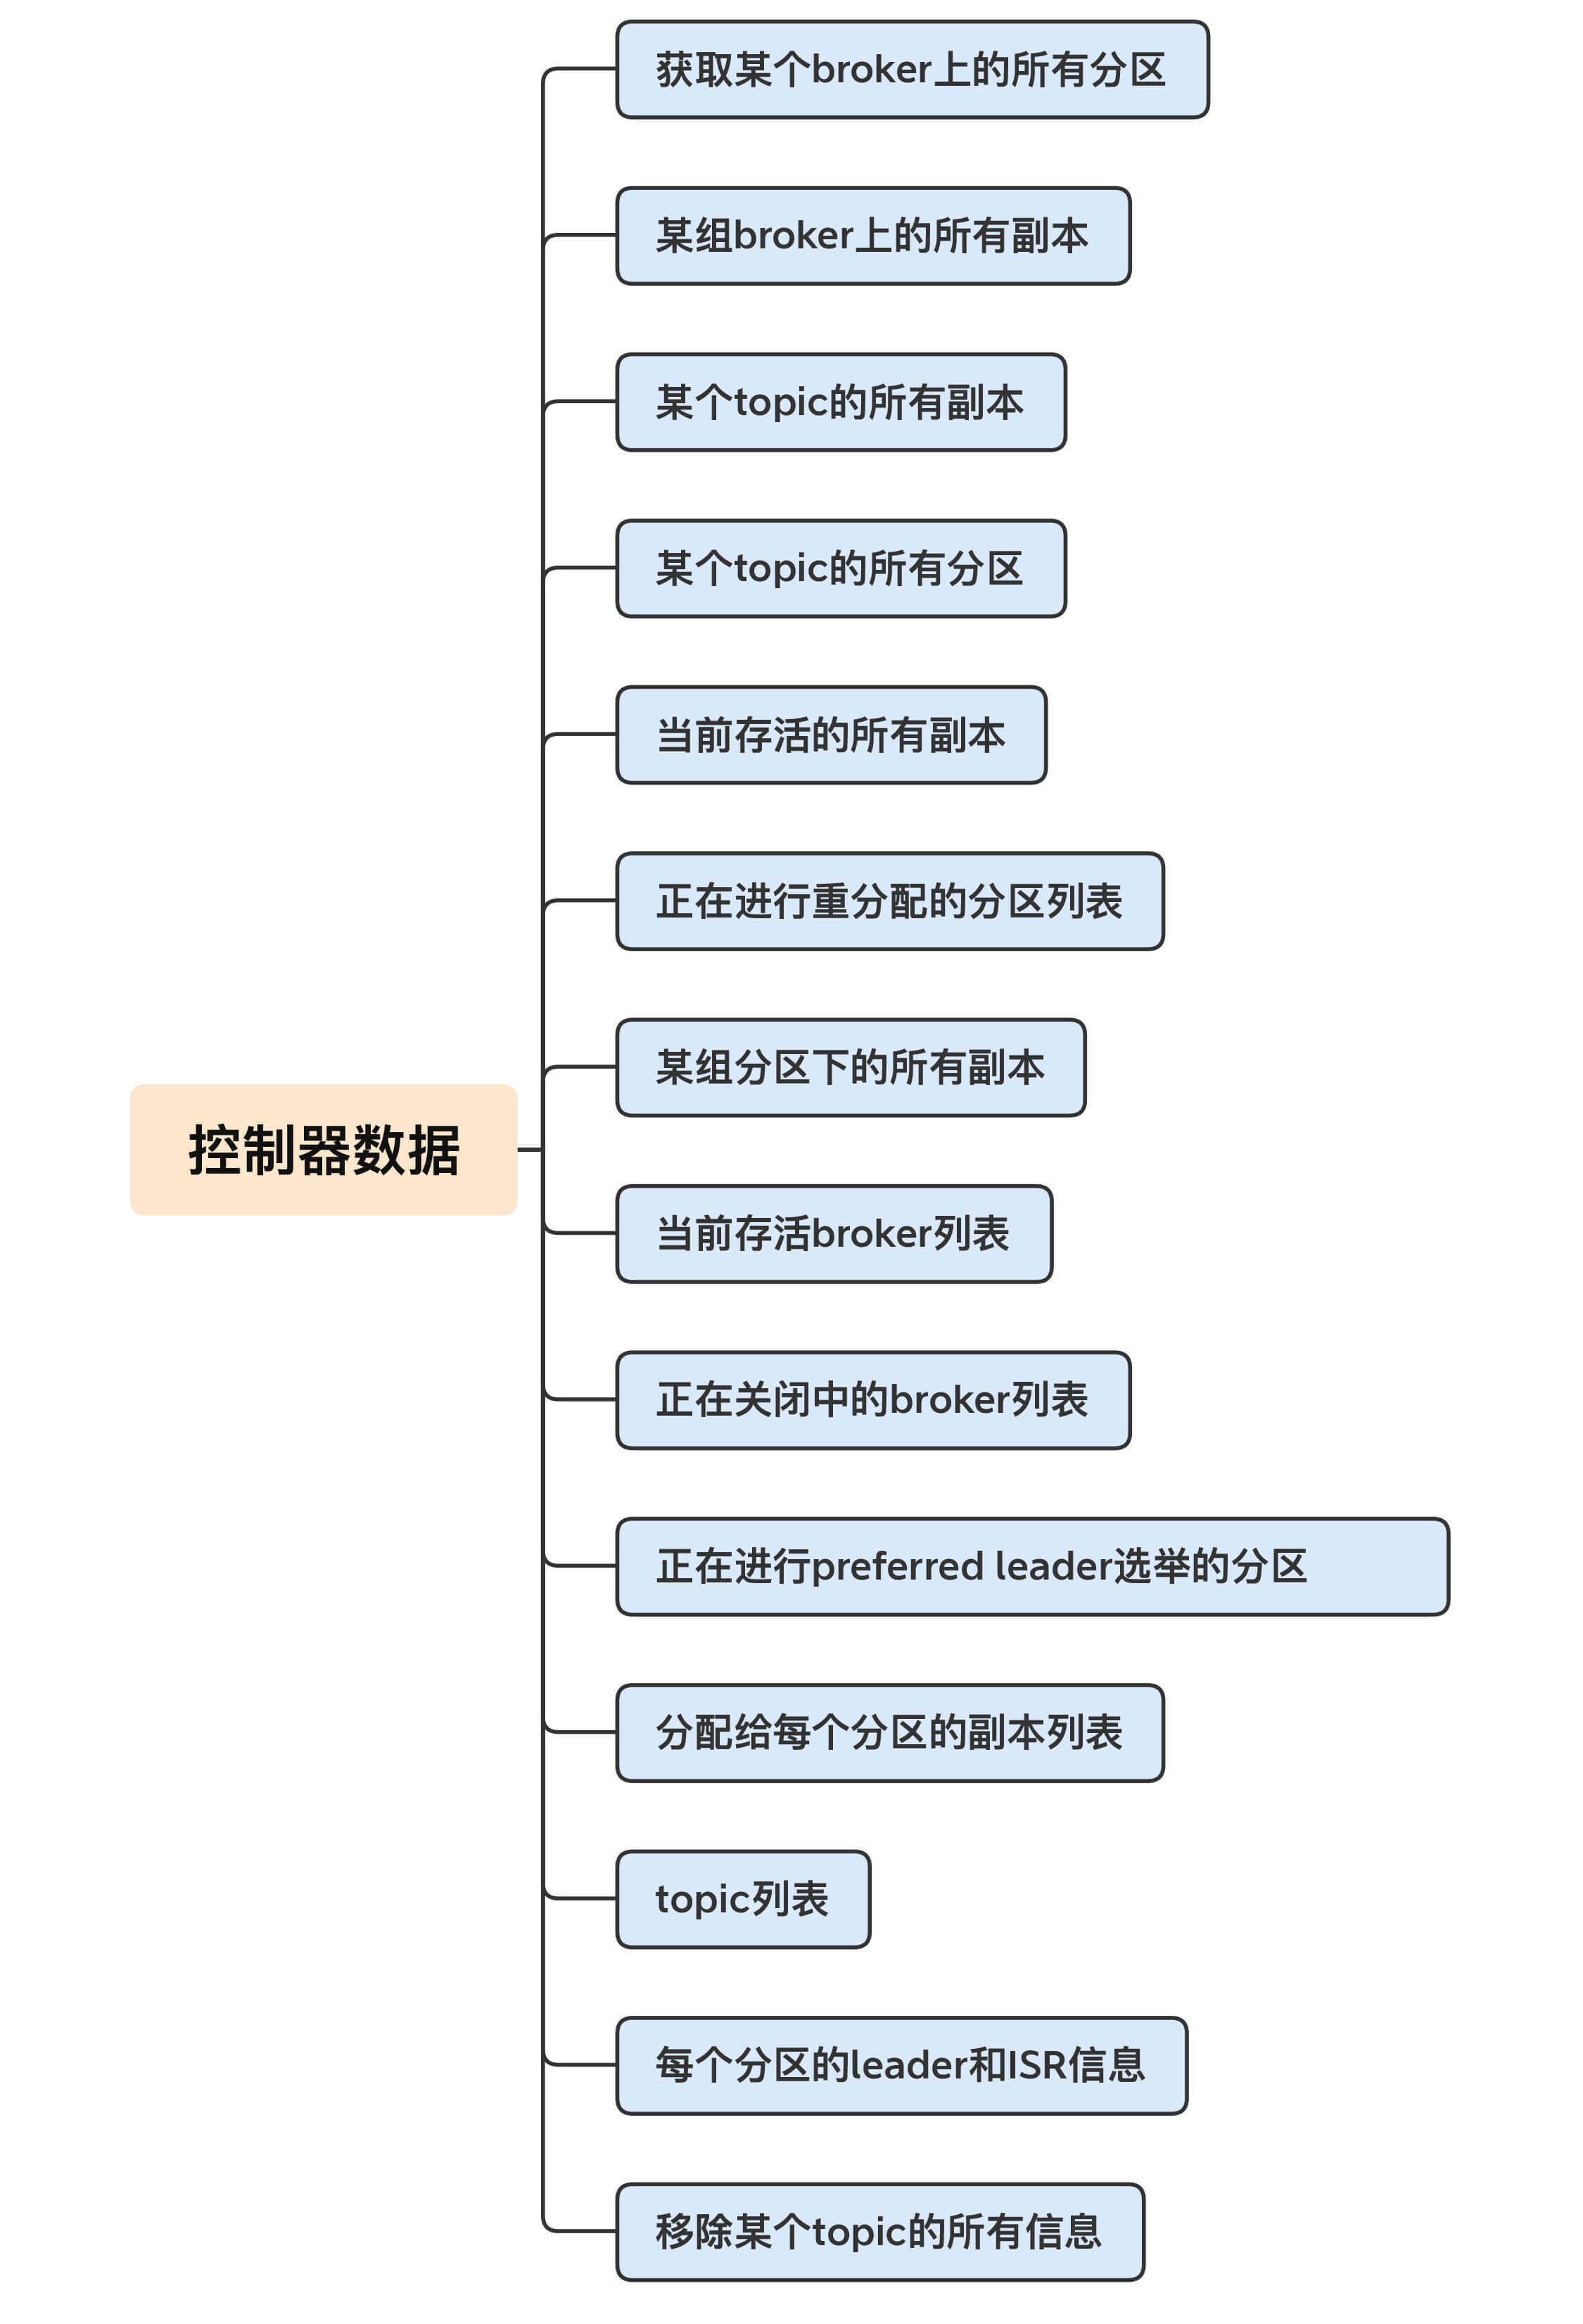 获取某个broker上的所有分区
某组broker上的所有副本
某个topic的所有副本
某个topic的所有分区
当前存活的所有副本
正在进行重分配的分区列表
某组分区下的所有副本
控制器数据
当前存活broker列表
正在关闭中的broker列表
正在进行preferred leader选举的分区
分配给每个分区的副本列表
topic列表
每个分区的leader和ISR信息
移除某个topic的所有信息